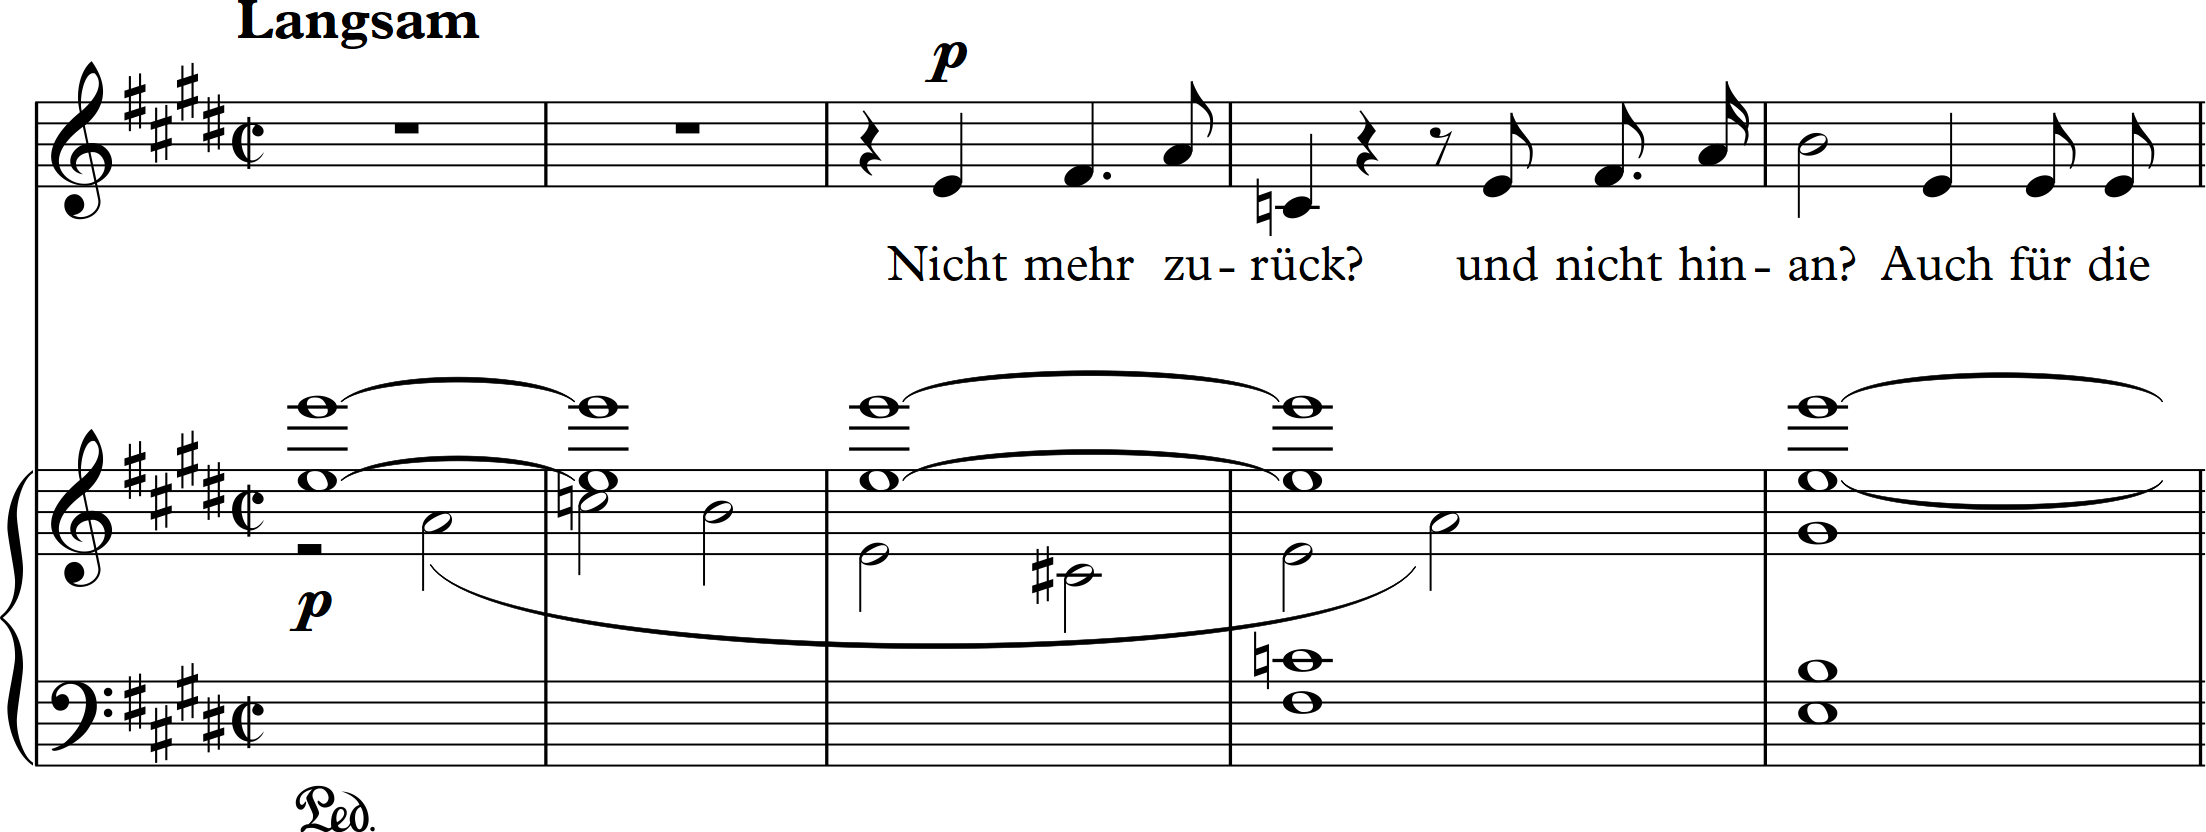 Langsam
p
Nicht mehr zu - rück? und nicht hin - an? Auch für die
p
Ped.